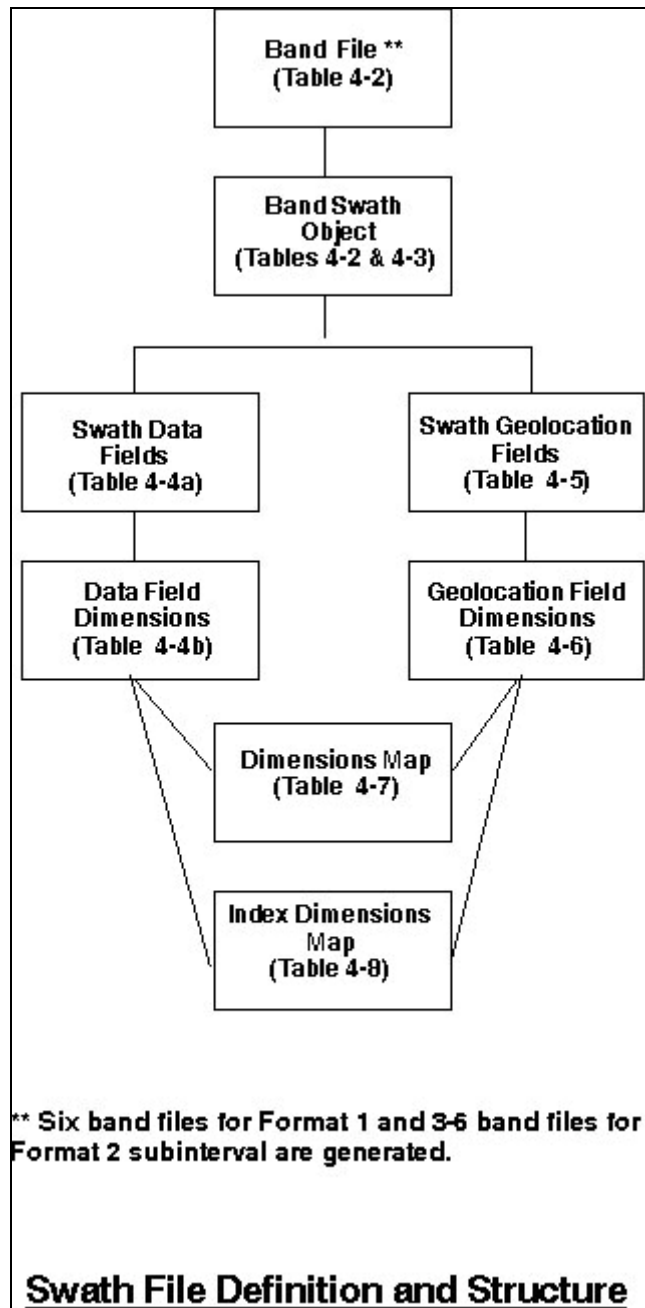 Band File **
(Table 4-2)
Band Swath
Object
(Tables 4-2 & 4-3)
Swath Data
Fields
(Table 4-4a)
Swath Geolocation
Fields
(Table 4-5)
Data Field
Dimensions
(Table 4-4b)
Geolocation Field
Dimensions
(Table 4-6)
Dimensions Map
(Table 4-7)
Index Dimensions
Map
(Table 4-8)
** Six band files for Format 1 and 3-6 band files for
Format 2 subinterval are generated.
Swath File Definition and Structure